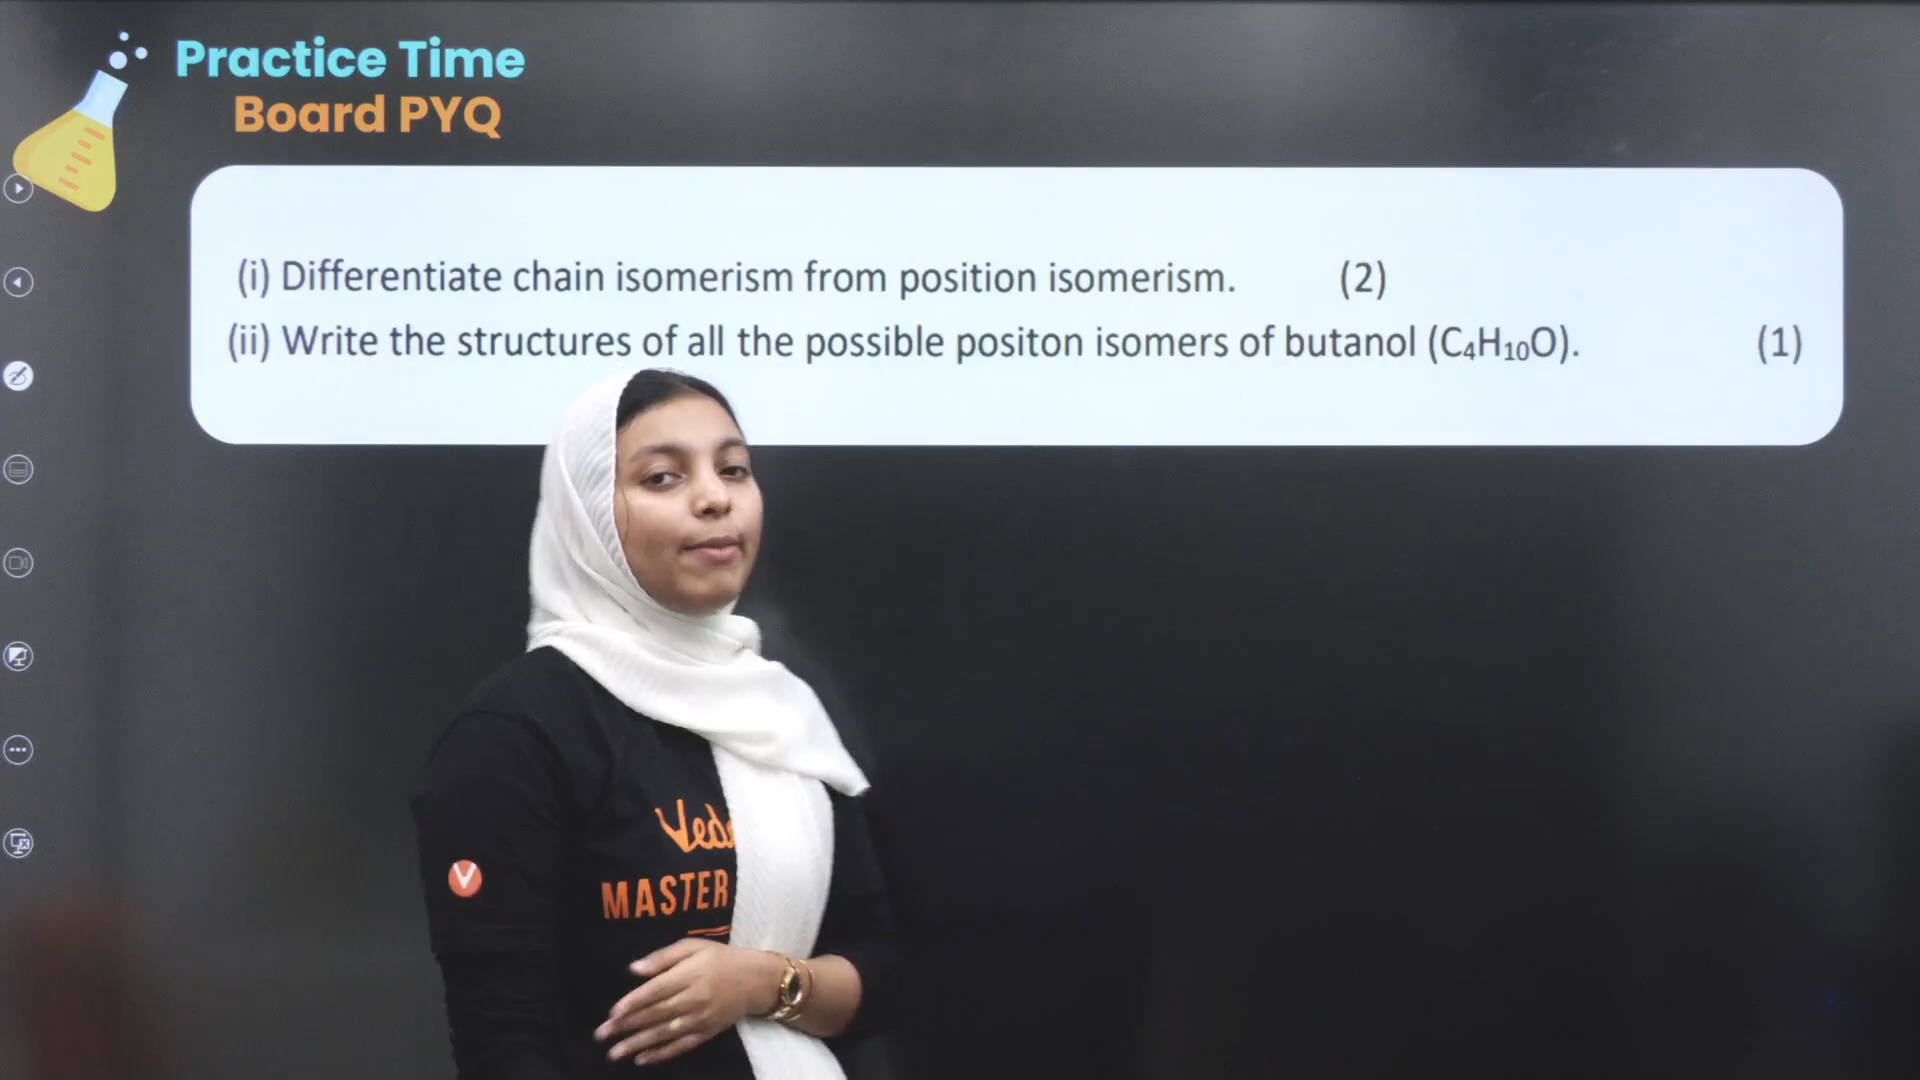 Practice Time
Board PYQ
(i) Differentiate chain isomerism from position isomerism. (2)
(ii) Write the structures of all the possible positon isomers of butanol (C₄H₁₀O). (1)
V
MASTER